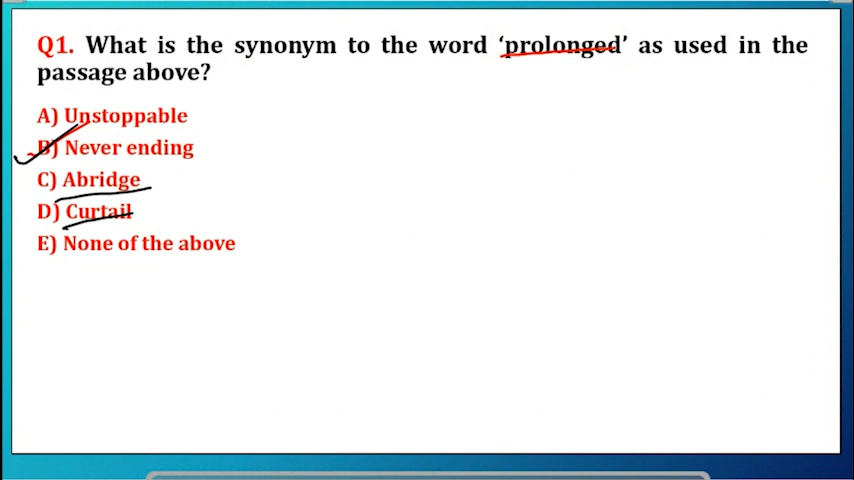 Q1. What is the synonym to the word ‘prolonged’ as used in the
passage above?
A) Unstoppable
B) Never ending
C) Abridge
D) Curtail
E) None of the above